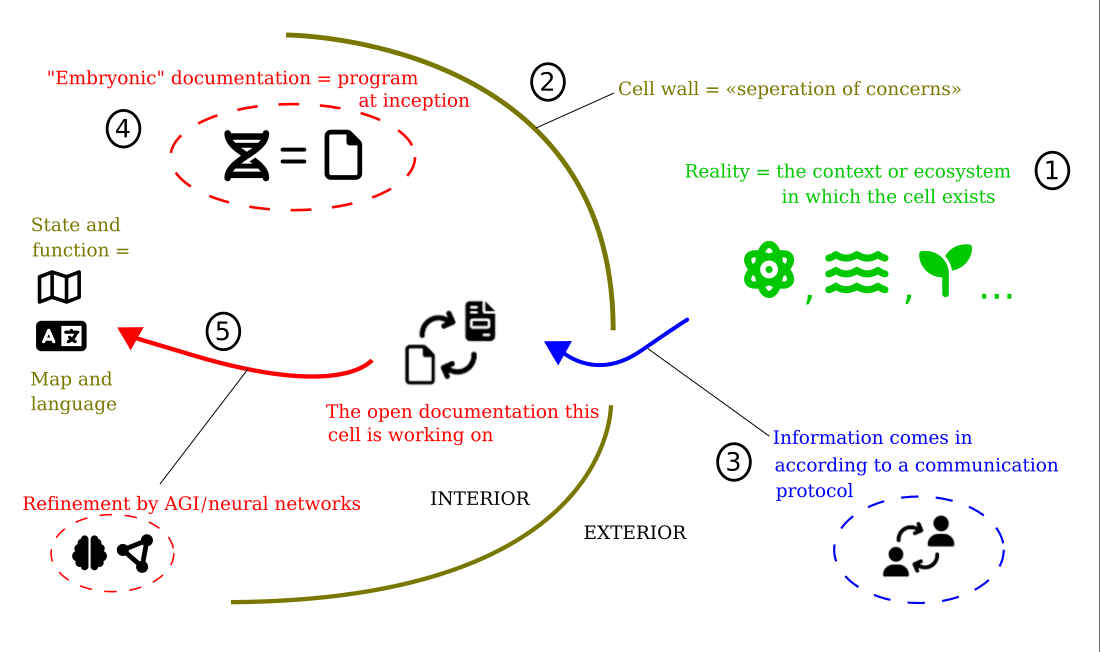 "Embryonic" documentation = program
at inception
4
2
Cell wall = «seperation of concerns»
Reality = the context or ecosystem
in which the cell exists
1
, , ...
State and
function =
A 文
Map and
language
5
The open documentation this
cell is working on
3
Information comes in
according to a communication
protocol
Refinement by AGI/neural networks
INTERIOR
EXTERIOR